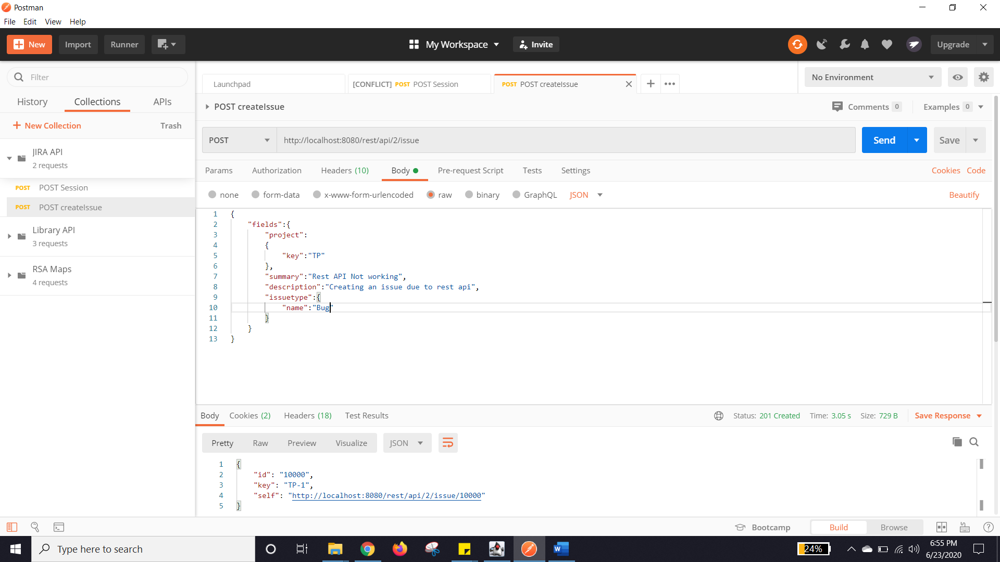 Postman
File Edit View Help
New Import Runner My Workspace Invite Upgrade
Filter
History Collections APIs
New Collection Trash
JIRA API
2 requests
POST POST Session
POST POST createIssue
Library API
3 requests
RSA Maps
4 requests
Launchpad [CONFLICT] POST POST Session POST POST createIssue No Environment
POST createIssue Comments 0 Examples 0
POST http://localhost:8080/rest/api/2/issue Send Save
Params Authorization Headers (10) Body Pre-request Script Tests Settings Cookies Code
none form-data x-www-form-urlencoded raw binary GraphQL JSON Beautify
1 {
2 "fields":{
3 "project":
4 {
5 "key":"TP"
6 },
7 "summary":"Rest API Not working",
8 "description":"Creating an issue due to rest api",
9 "issuetype":{
10 "name":"Bug"
11 }
12 }
13 }
Body Cookies (2) Headers (18) Test Results Status: 201 Created Time: 3.05 s Size: 729 B Save Response
Pretty Raw Preview Visualize JSON
1 {
2 "id": "10000",
3 "key": "TP-1",
4 "self": "http://localhost:8080/rest/api/2/issue/10000"
5 }
Bootcamp Build Browse
Type here to search 24% 6:55 PM
6/23/2020